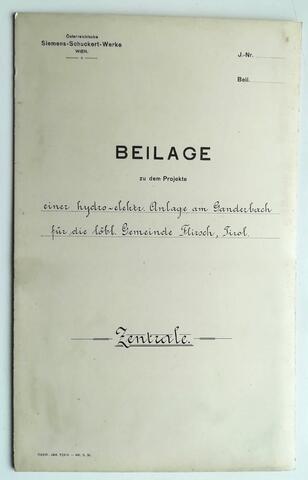 Österreichische
Siemens-Schuckert-Werke
WIEN.
J.-Nr.
Beil.
BEILAGE
zu dem Projekte
einer hydro-elektr. Anlage am Ganderbach
für die löbl. Gemeinde Flirsch, Tirol.
Zentrale.